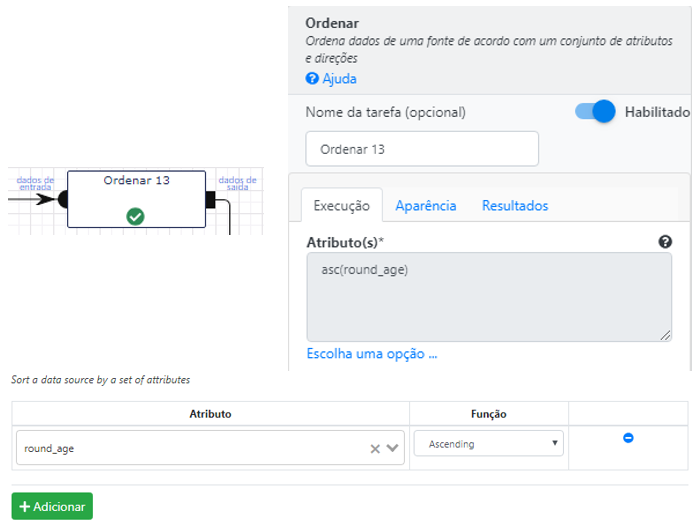 Ordenar
Ordena dados de uma fonte de acordo com um conjunto de atributos
e direções
Ajuda
Nome da tarefa (opcional)
Habilitado
Ordenar 13
dados de
entrada
Ordenar 13
dados de
saída
Execução
Aparência
Resultados
Atributo(s)*
asc(round_age)
Escolha uma opção ...
Sort a data source by a set of attributes
Atributo
Função
round_age
Ascending
Adicionar